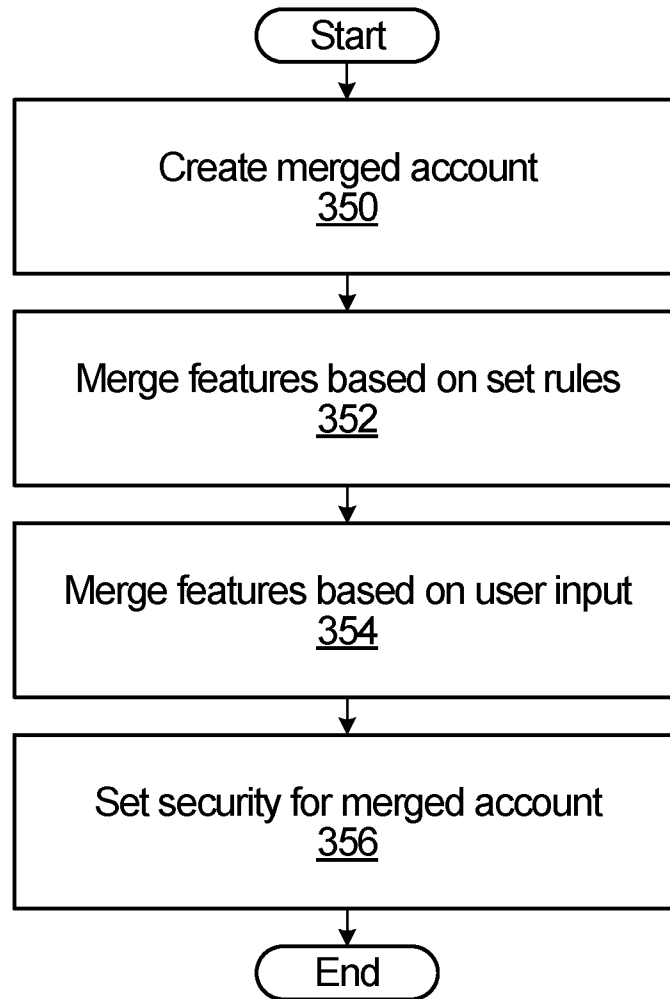 Start
Create merged account
350
Merge features based on set rules
352
Merge features based on user input
354
Set security for merged account
356
End